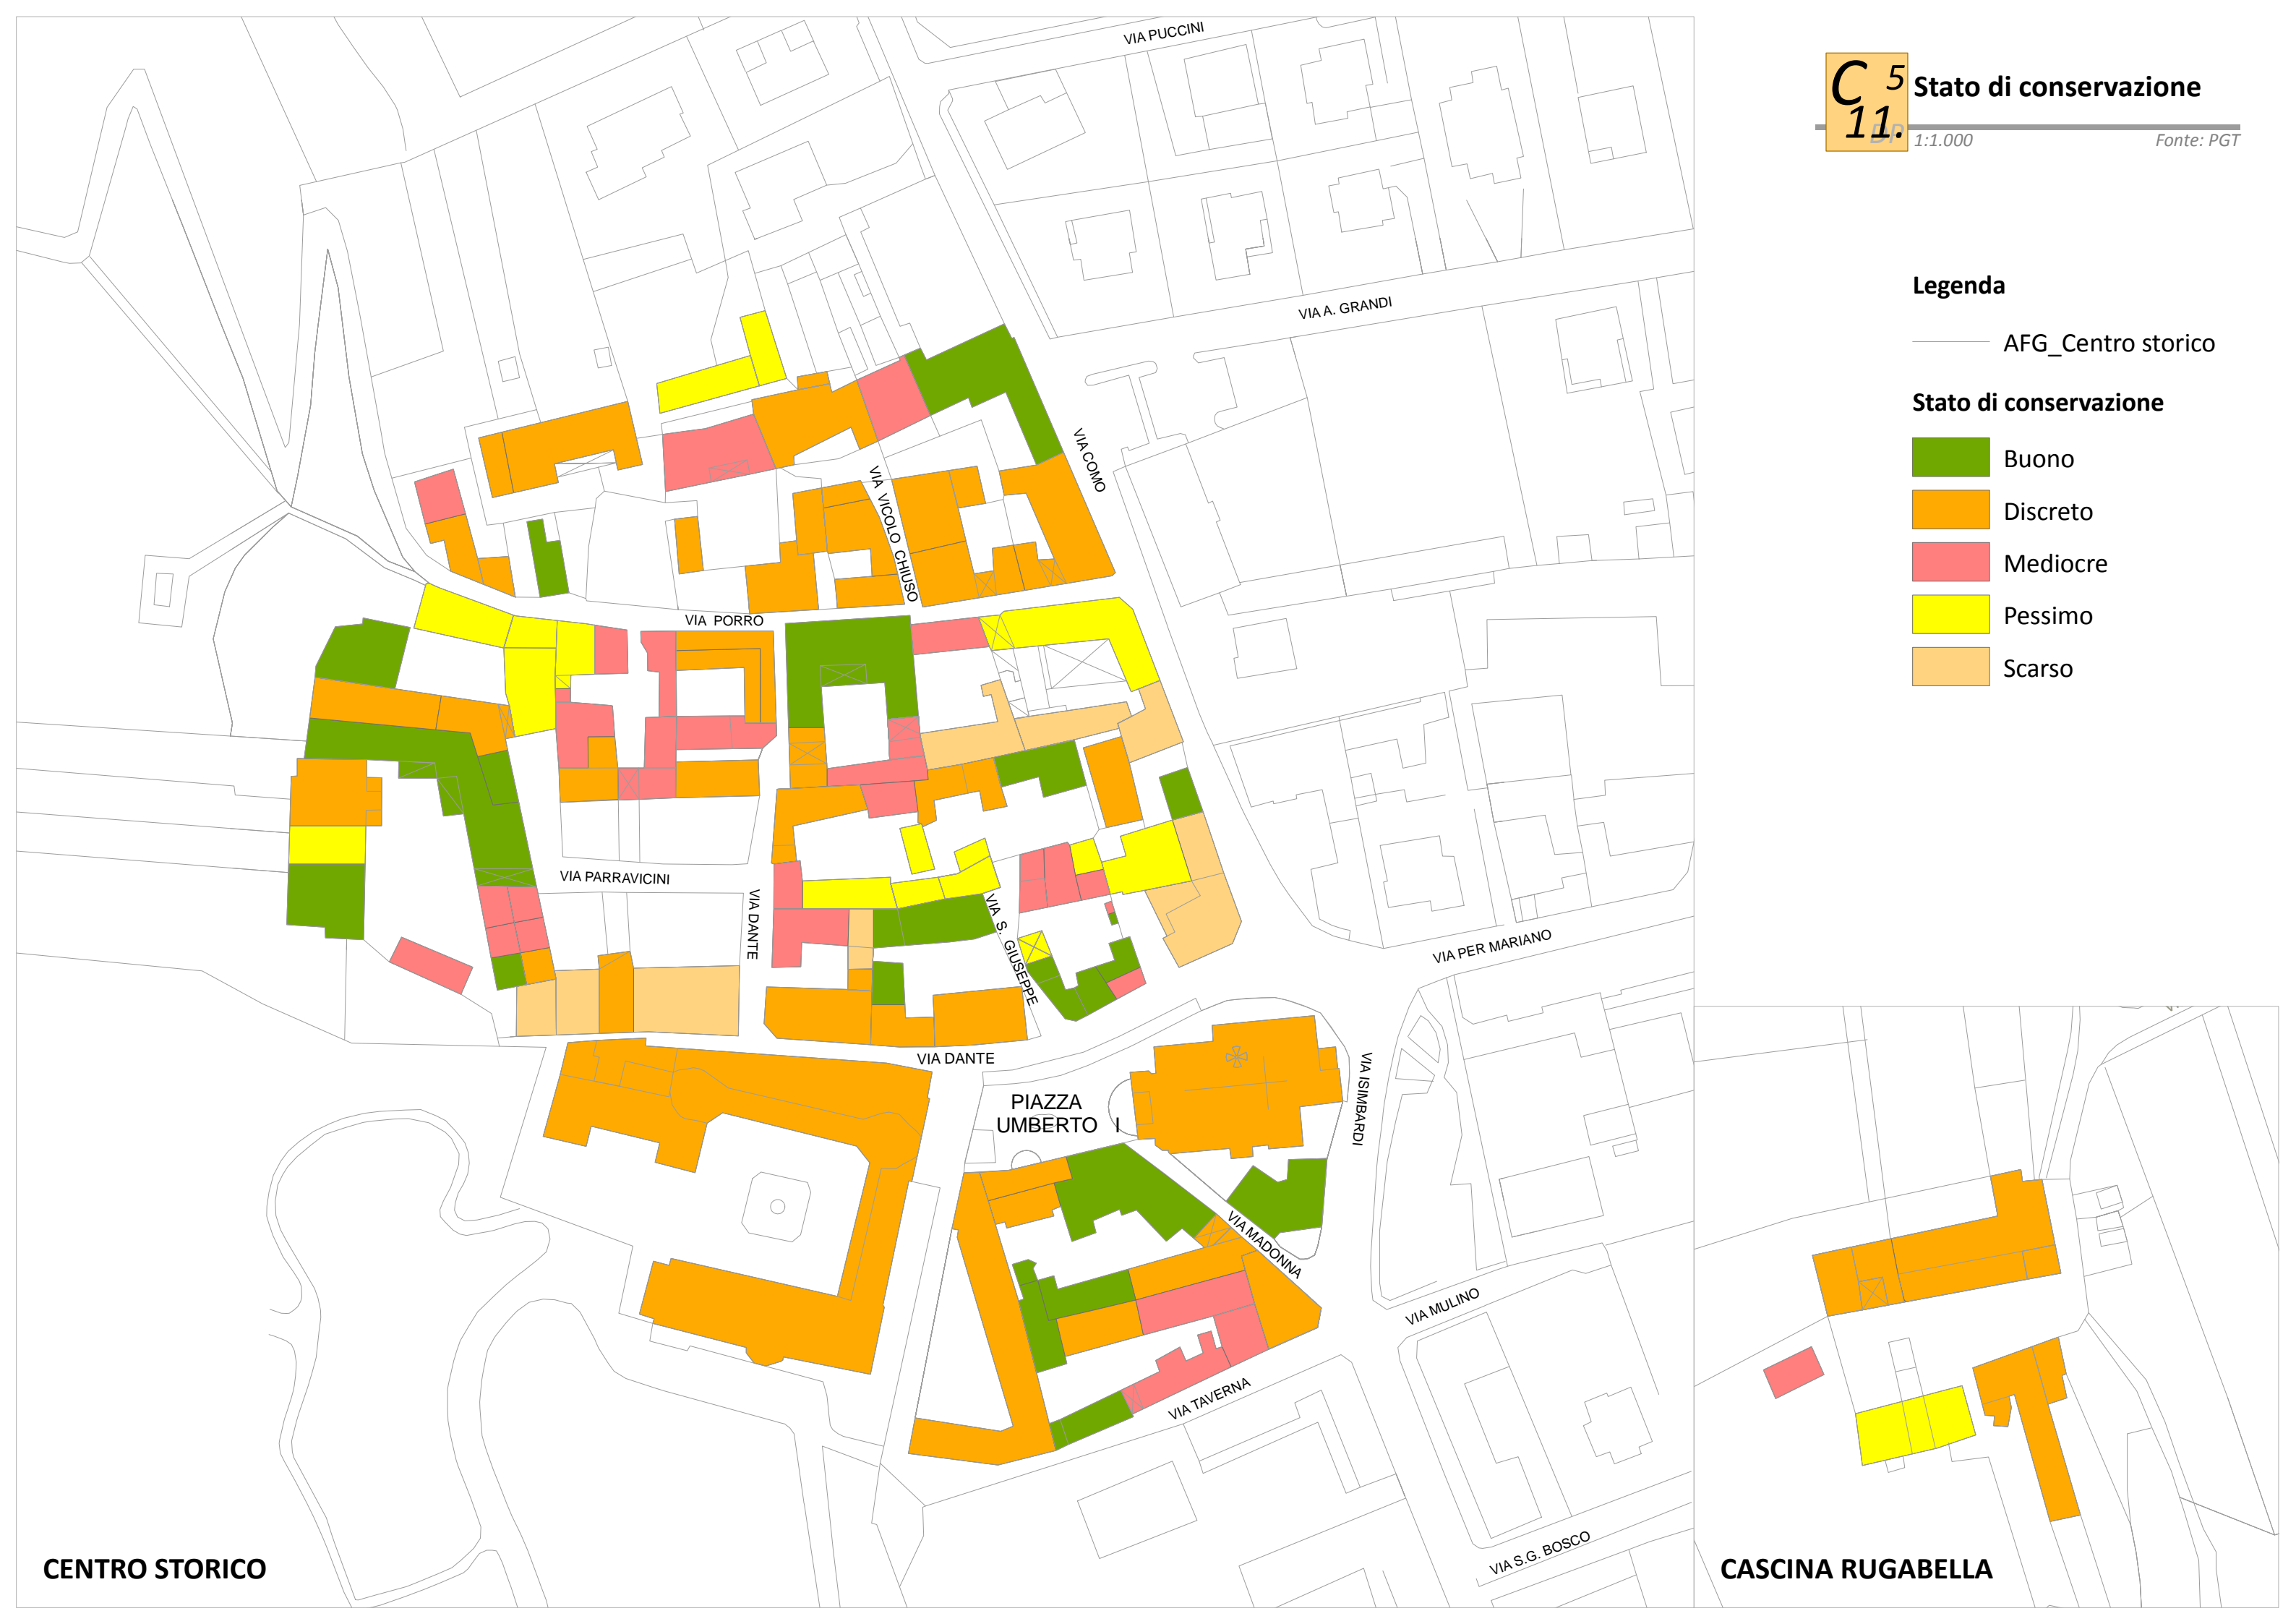 C 5
11.
DP
Stato di conservazione
1:1.000
Fonte: PGT
Legenda
AFG_Centro storico
Stato di conservazione
Buono
Discreto
Mediocre
Pessimo
Scarso
VIA PUCCINI
VIA A. GRANDI
VIA COMO
VIA VICOLO CHIUSO
VIA PORRO
VIA PARRAVICINI
VIA DANTE
VIA S. GIUSEPPE
VIA PER MARIANO
VIA DANTE
PIAZZA
UMBERTO I
VIA ISIMBARDI
VIA MADONNA
VIA MULINO
VIA TAVERNA
VIA S.G. BOSCO
CENTRO STORICO
CASCINA RUGABELLA